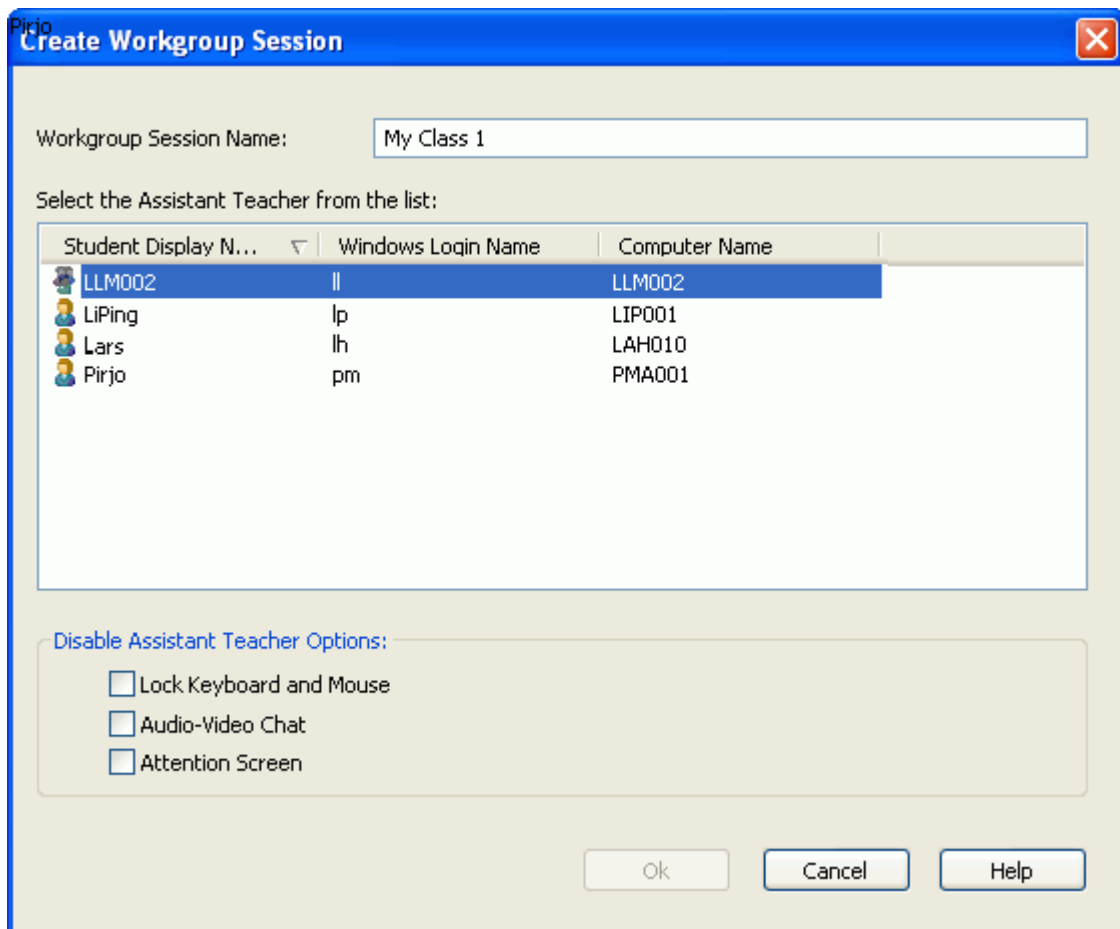 Pirjo
Create Workgroup Session
Workgroup Session Name: My Class 1
Select the Assistant Teacher from the list:
Student Display N... Windows Login Name Computer Name
LLM002 ll LLM002
LiPing lp LIP001
Lars lh LAH010
Pirjo pm PMA001
Disable Assistant Teacher Options:
Lock Keyboard and Mouse
Audio-Video Chat
Attention Screen
Ok Cancel Help